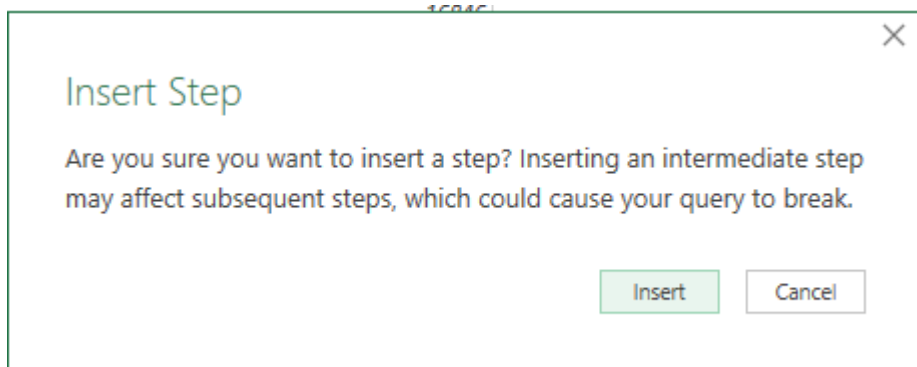 Insert Step
Are you sure you want to insert a step? Inserting an intermediate step
may affect subsequent steps, which could cause your query to break.
Insert
Cancel